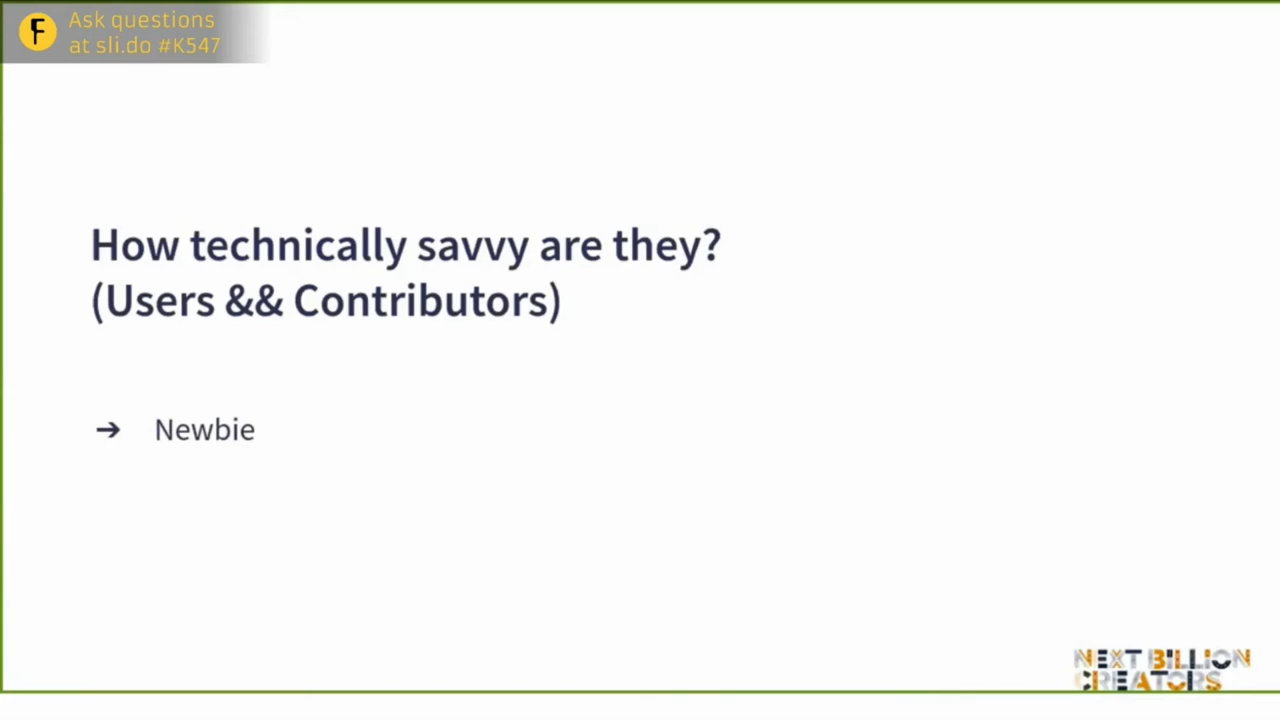 Ask questions
at sli.do #K547
How technically savvy are they?
(Users && Contributors)
➔ Newbie
NEXT BILLION
CREATORS